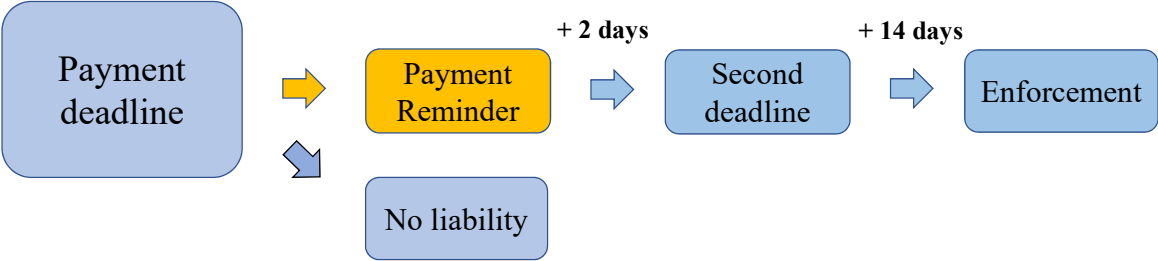 Payment
deadline
Payment
Reminder
+ 2 days
Second
deadline
+ 14 days
Enforcement
No liability